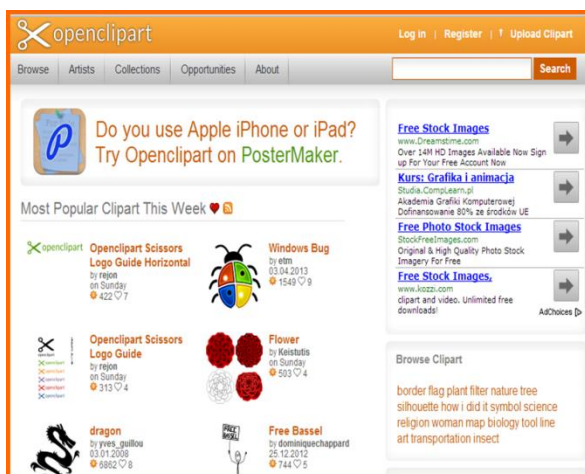 openclipart
Log in | Register | Upload Clipart
Browse Artists Collections Opportunities About
Search
Do you use Apple iPhone or iPad?
Try Openclipart on PosterMaker.
Most Popular Clipart This Week
openclipart
Openclipart Scissors
Logo Guide Horizontal
by rejon
on Sunday
422 7
Windows Bug
by etm
03.04.2013
1549 9
Openclipart Scissors
Logo Guide
by rejon
on Sunday
313 4
Flower
by Keistutis
on Sunday
503 4
dragon
by yves_guillou
03.01.2008
6862 8
FREE
BASSEL
Free Bassel
by dominiquechappard
25.12.2012
744 5
Free Stock Images
www.Dreamstime.com
Over 14M HD Images Available Now Sign
up For Your Free Account Now
Kurs: Grafika i animacja
Studia.CompLearn.pl
Akademia Grafiki Komputerowej
Dofinansowanie 80% ze środków UE
Free Photo Stock Images
StockFreeImages.com
Original & High Quality Photo Stock
Imagery For Free
Free Stock Images,
www.kozzi.com
clipart and video. Unlimited free
downloads!
AdChoices
Browse Clipart
border flag plant filter nature tree
silhouette how i did it symbol science
religion woman map biology tool line
art transportation insect